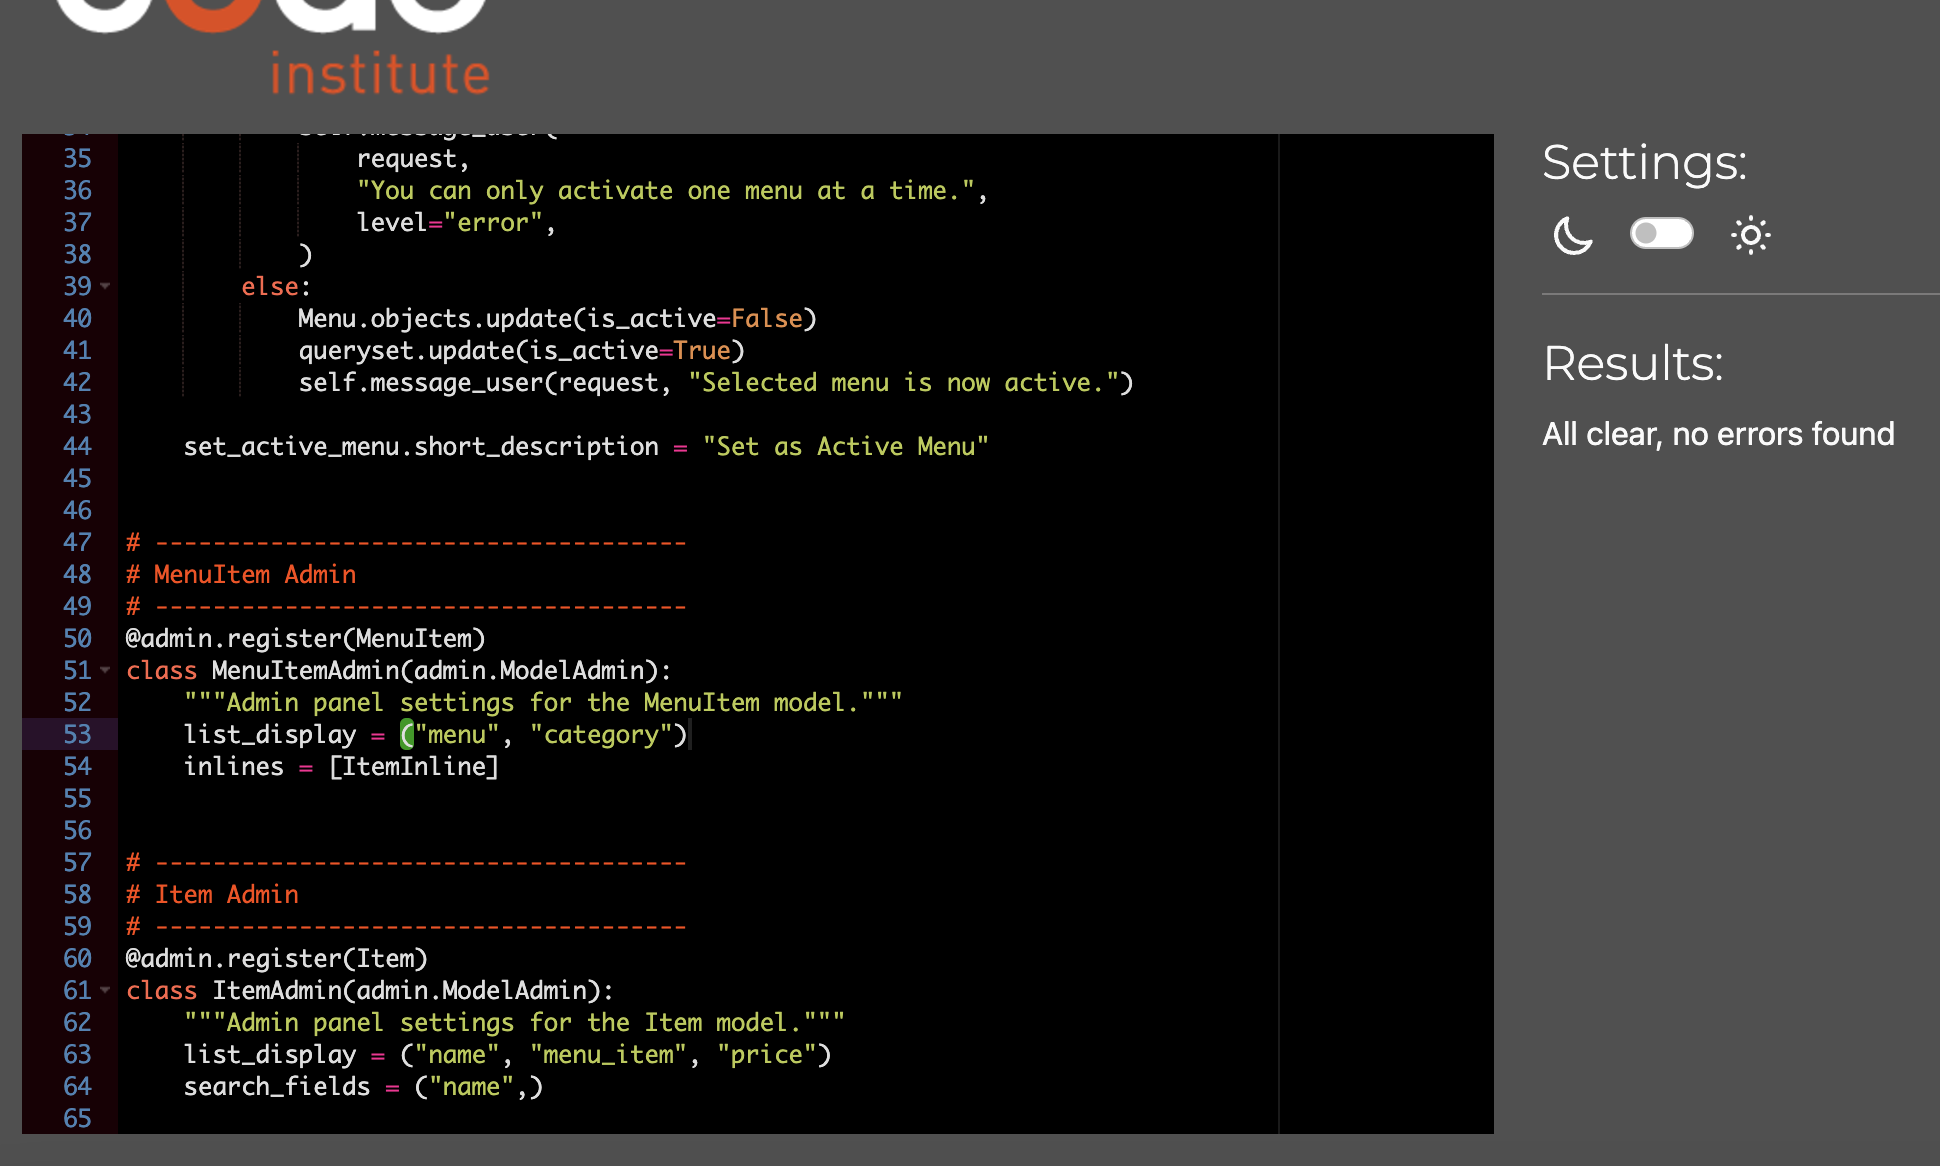 institute
35 request,
36 "You can only activate one menu at a time.",
37 level="error",
38 )
39 else:
40 Menu.objects.update(is_active=False)
41 queryset.update(is_active=True)
42 self.message_user(request, "Selected menu is now active.")
43
44 set_active_menu.short_description = "Set as Active Menu"
45
46
47 # -------------------------------------
48 # MenuItem Admin
49 # -------------------------------------
50 @admin.register(MenuItem)
51 class MenuItemAdmin(admin.ModelAdmin):
52 """Admin panel settings for the MenuItem model."""
53 list_display = ("menu", "category")
54 inlines = [ItemInline]
55
56
57 # -------------------------------------
58 # Item Admin
59 # -------------------------------------
60 @admin.register(Item)
61 class ItemAdmin(admin.ModelAdmin):
62 """Admin panel settings for the Item model."""
63 list_display = ("name", "menu_item", "price")
64 search_fields = ("name",)
65
Settings:
Results:
All clear, no errors found